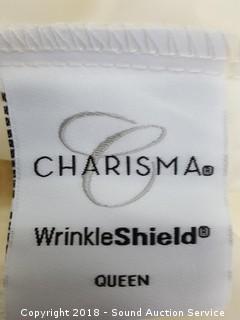 CHARISMA®
WrinkleShield®
QUEEN
Copyright 2018 - Sound Auction Service